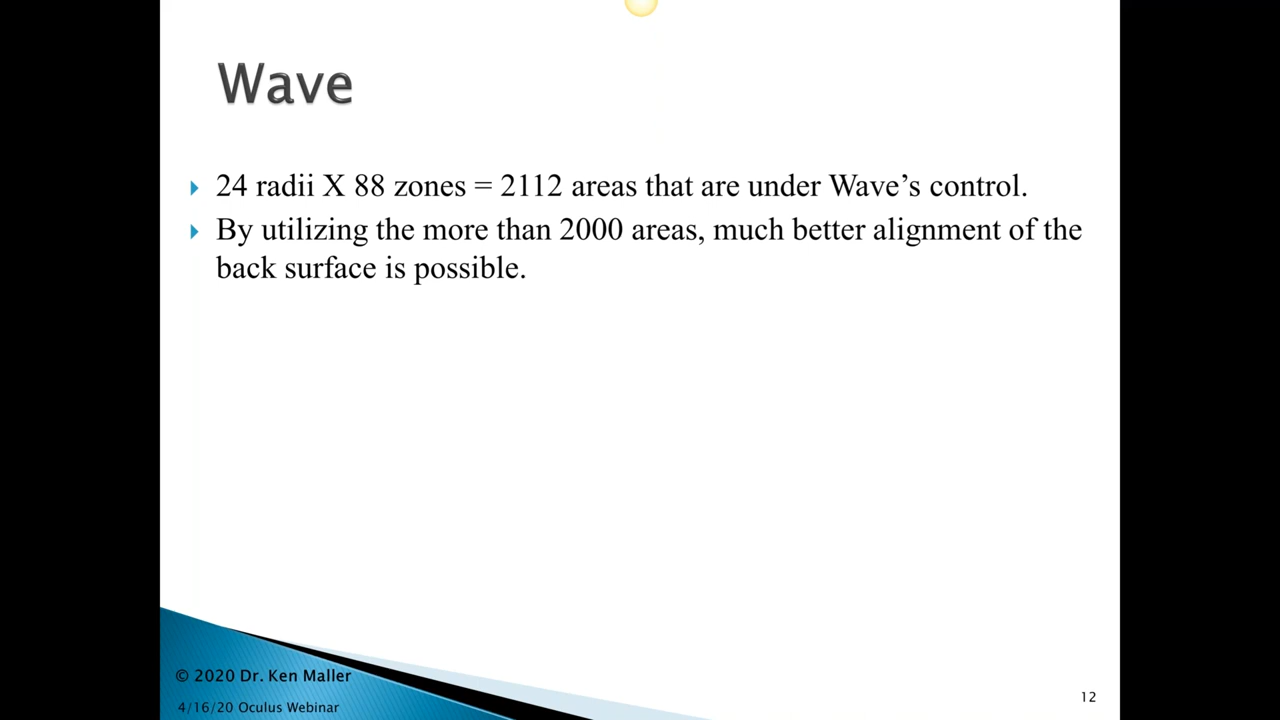 Wave
24 radii X 88 zones = 2112 areas that are under Wave’s control.
By utilizing the more than 2000 areas, much better alignment of the
back surface is possible.
© 2020 Dr. Ken Maller
4/16/20 Oculus Webinar
12